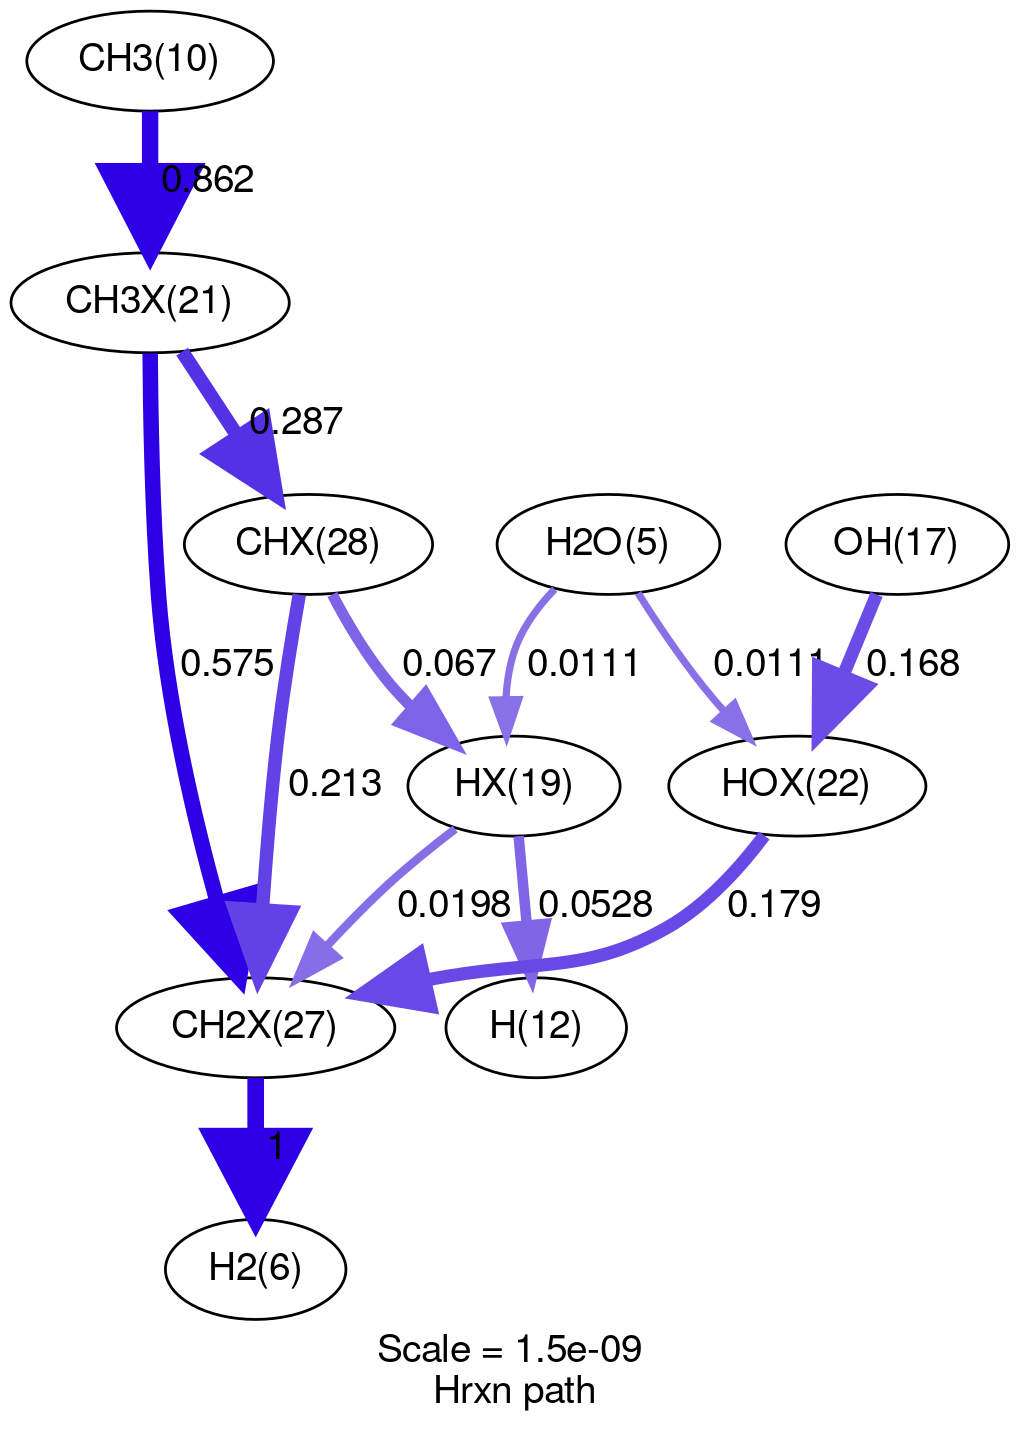 CH3(10)
0.862
CH3X(21)
0.287
CHX(28)
H2O(5)
OH(17)
0.575
0.067
0.0111
0.0111
0.168
0.213
HX(19)
HOX(22)
0.0198
0.0528
0.179
CH2X(27)
H(12)
1
H2(6)
Scale = 1.5e-09
Hrxn path